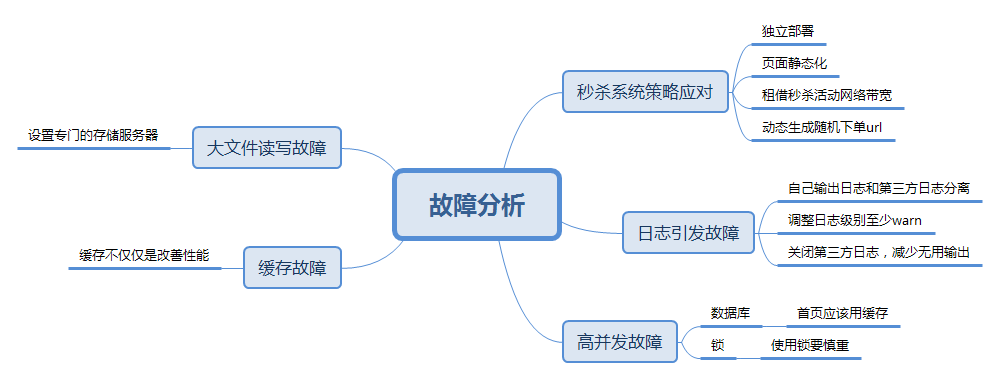 故障分析
秒杀系统策略应对
独立部署
页面静态化
租借秒杀活动网络带宽
动态生成随机下单url
日志引发故障
自己输出日志和第三方日志分离
调整日志级别至少warn
关闭第三方日志，减少无用输出
高并发故障
数据库
首页应该用缓存
锁
使用锁要慎重
大文件读写故障
设置专门的存储服务器
缓存故障
缓存不仅仅是改善性能